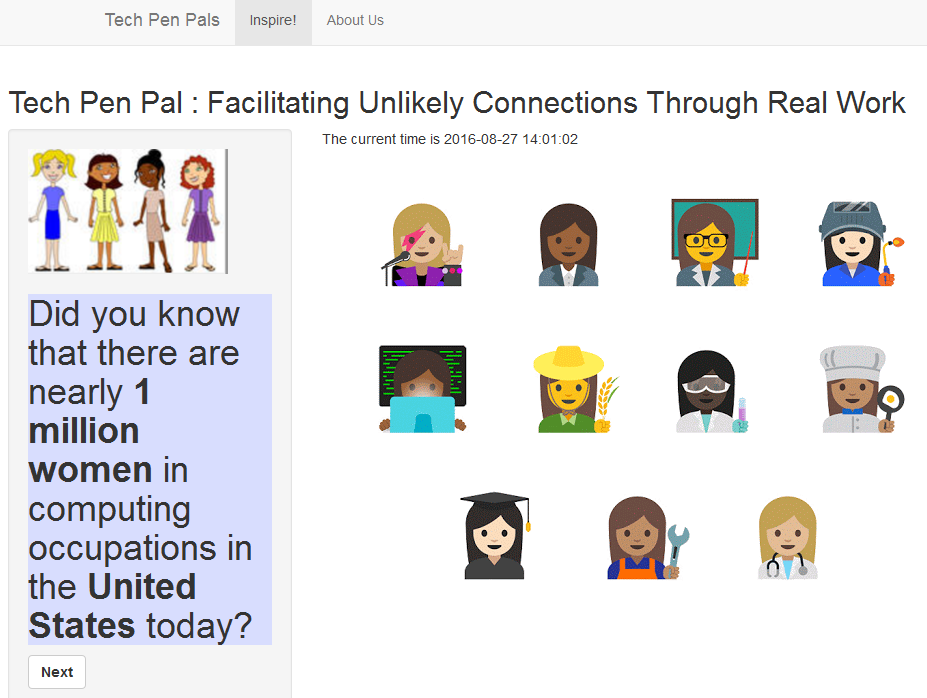 Tech Pen Pals Inspire! About Us
Tech Pen Pal : Facilitating Unlikely Connections Through Real Work
The current time is 2016-08-27 14:01:02
Did you know
that there are
nearly 1
million
women in
computing
occupations in
the United
States today?
Next